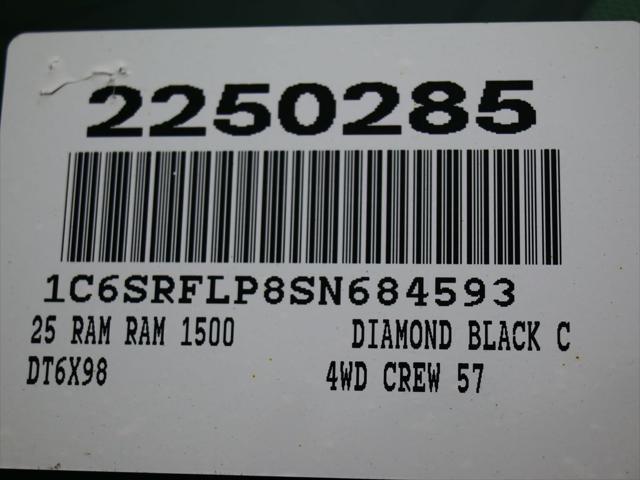 2250285
1C6SRFLP8SN684593
25 RAM RAM 1500 DIAMOND BLACK C
DT6X98 4WD CREW 57